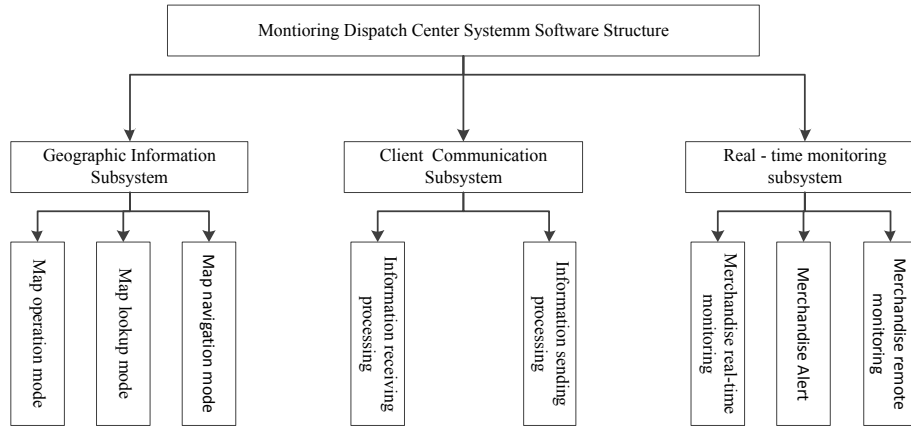 Montioring Dispatch Center Systemm Software Structure
Geographic Information
Subsystem
Client Communication
Subsystem
Real - time monitoring
subsystem
Map operation mode
Map lookup mode
Map navigation mode
Information receiving
processing
Information sending
processing
Merchandise real-time
monitoring
Merchandise Alert
Merchandise remote
monitoring